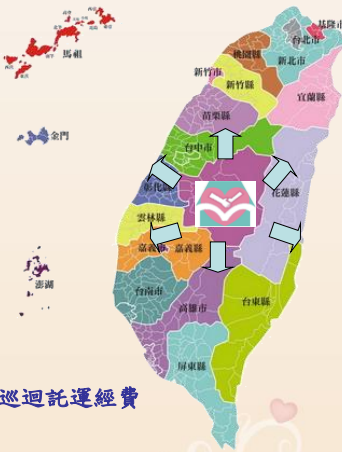 基隆市
台北市
馬祖
桃園縣
新北市
新竹市
新竹縣
宜蘭縣
苗栗縣
金門
台中市
彰化縣
花蓮縣
雲林縣
嘉義市
嘉義縣
澎湖
台南市
台東縣
高雄市
屏東縣
巡迴託運經費